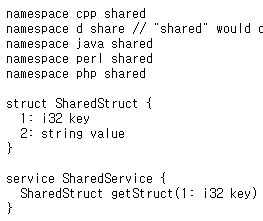 namespace cpp shared
namespace d share // "shared" would
namespace java shared
namespace perl shared
namespace php shared

struct SharedStruct {
  1: i32 key
  2: string value
}

service SharedService {
  SharedStruct getStruct(1: i32 key)
}